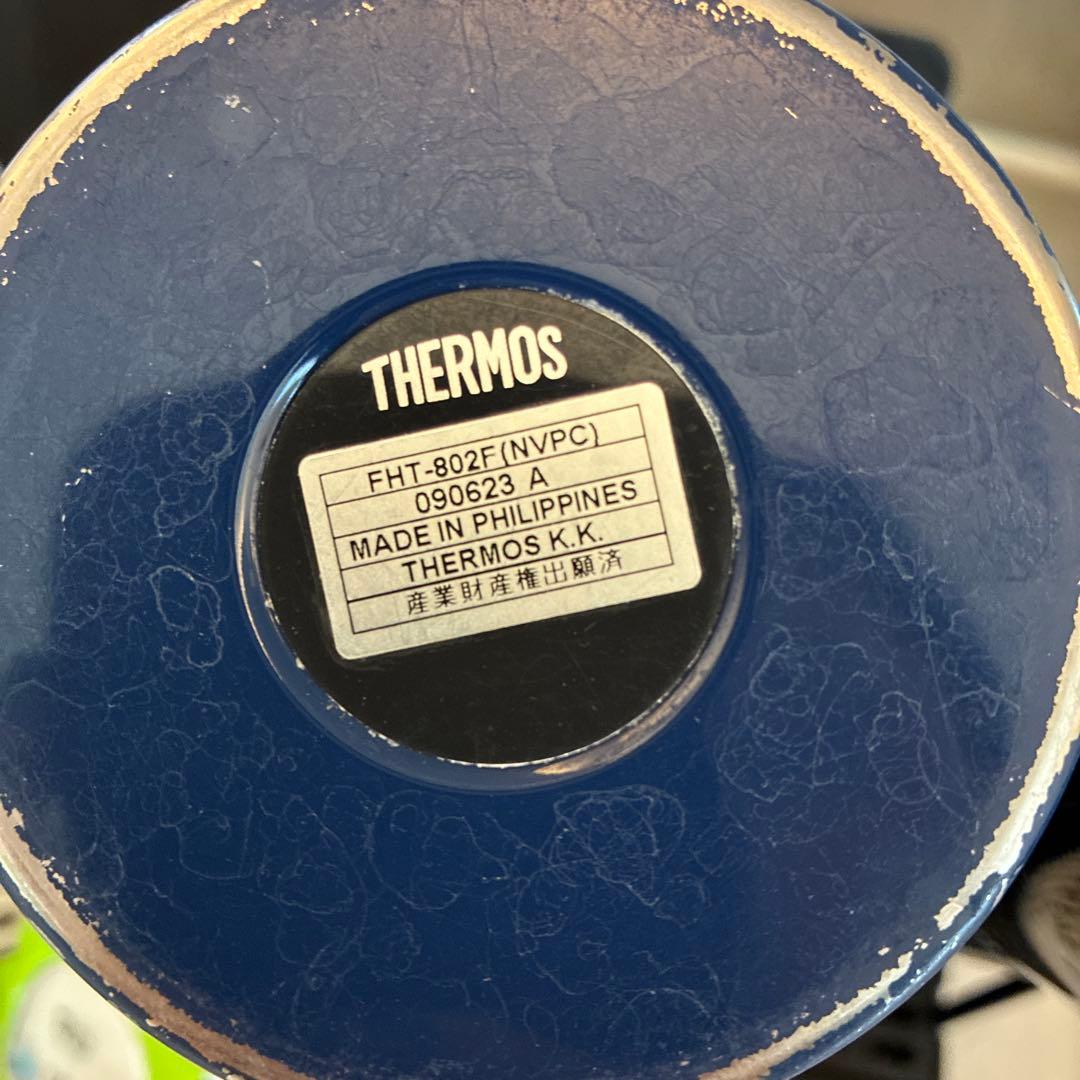 THERMOS
FHT-802F(NVPC)
090623 A
MADE IN PHILIPPINES
THERMOS K.K.
産業財産権出願済